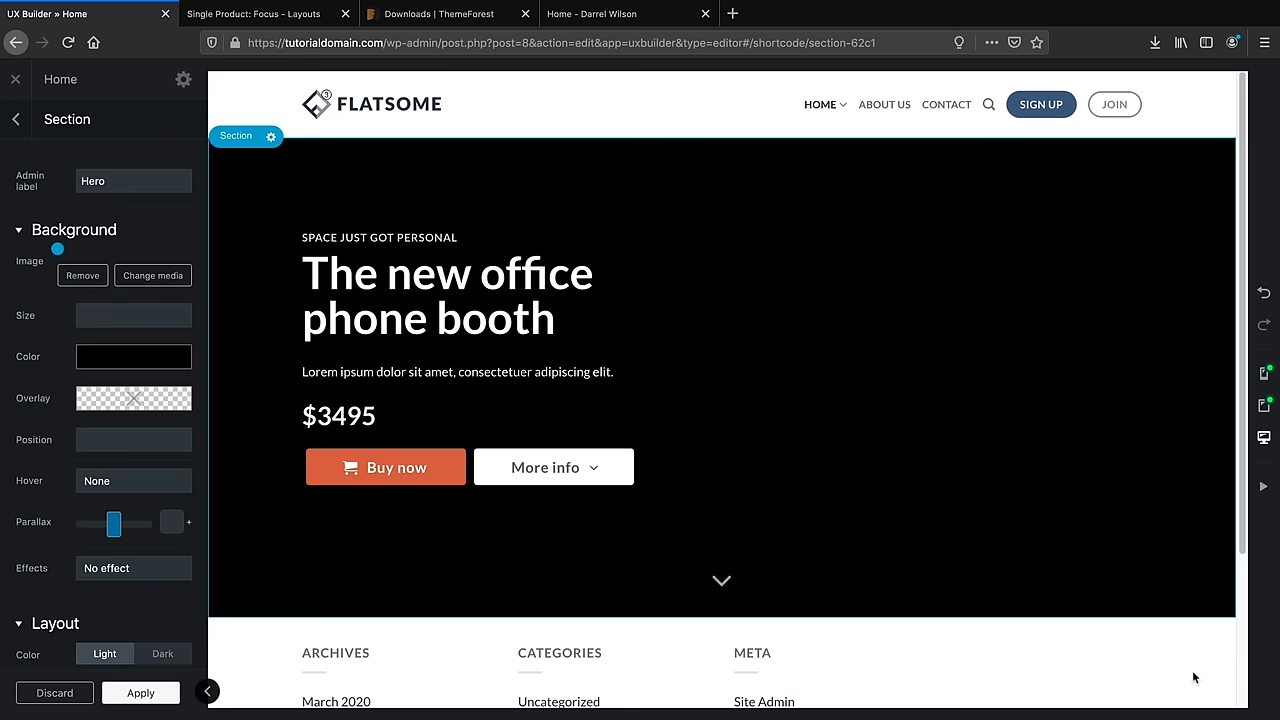 UX Builder » Home
Single Product: Focus - Layouts
Downloads | ThemeForest
Home - Darrel Wilson
https://tutorialdomain.com/wp-admin/post.php?post=8&action=edit&app=uxbuilder&type=editor#/shortcode/section-62c1
Home
Section
Admin label
Hero
Background
Image
Remove
Change media
Size
Color
Overlay
Position
Hover
None
Parallax
+
Effects
No effect
Layout
Color
Light
Dark
Discard
Apply
3
FLATSOME
HOME
ABOUT US
CONTACT
SIGN UP
JOIN
Section
SPACE JUST GOT PERSONAL
The new office
phone booth
Lorem ipsum dolor sit amet, consectetuer adipiscing elit.
$3495
Buy now
More info
ARCHIVES
CATEGORIES
META
March 2020
Uncategorized
Site Admin